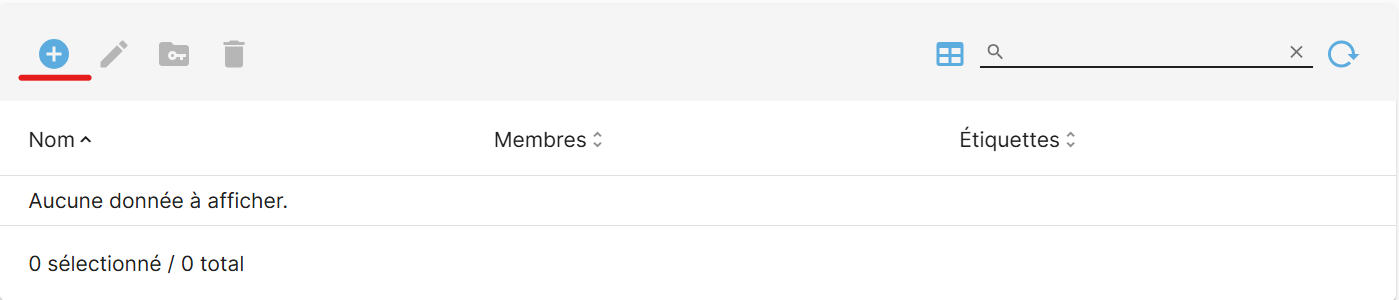 Nom Membres Étiquettes
Aucune donnée à afficher.
0 sélectionné / 0 total